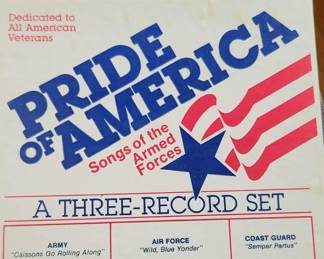 Dedicated to
All American
Veterans
PRIDE
OF AMERICA
Songs of the
Armed
Forces
A THREE-RECORD SET
ARMY
"Caissons Go Rolling Along"
AIR FORCE
"Wild, Blue Yonder"
COAST GUARD
"Semper Partus"